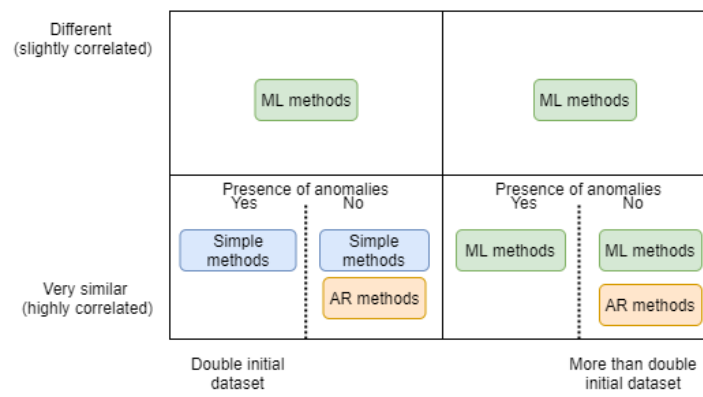 Different
(slightly correlated)
ML methods
ML methods
Presence of anomalies
Yes
No
Presence of anomalies
Yes
No
Simple
methods
Simple
methods
AR methods
ML methods
ML methods
AR methods
Very similar
(highly correlated)
Double initial
dataset
More than double
initial dataset